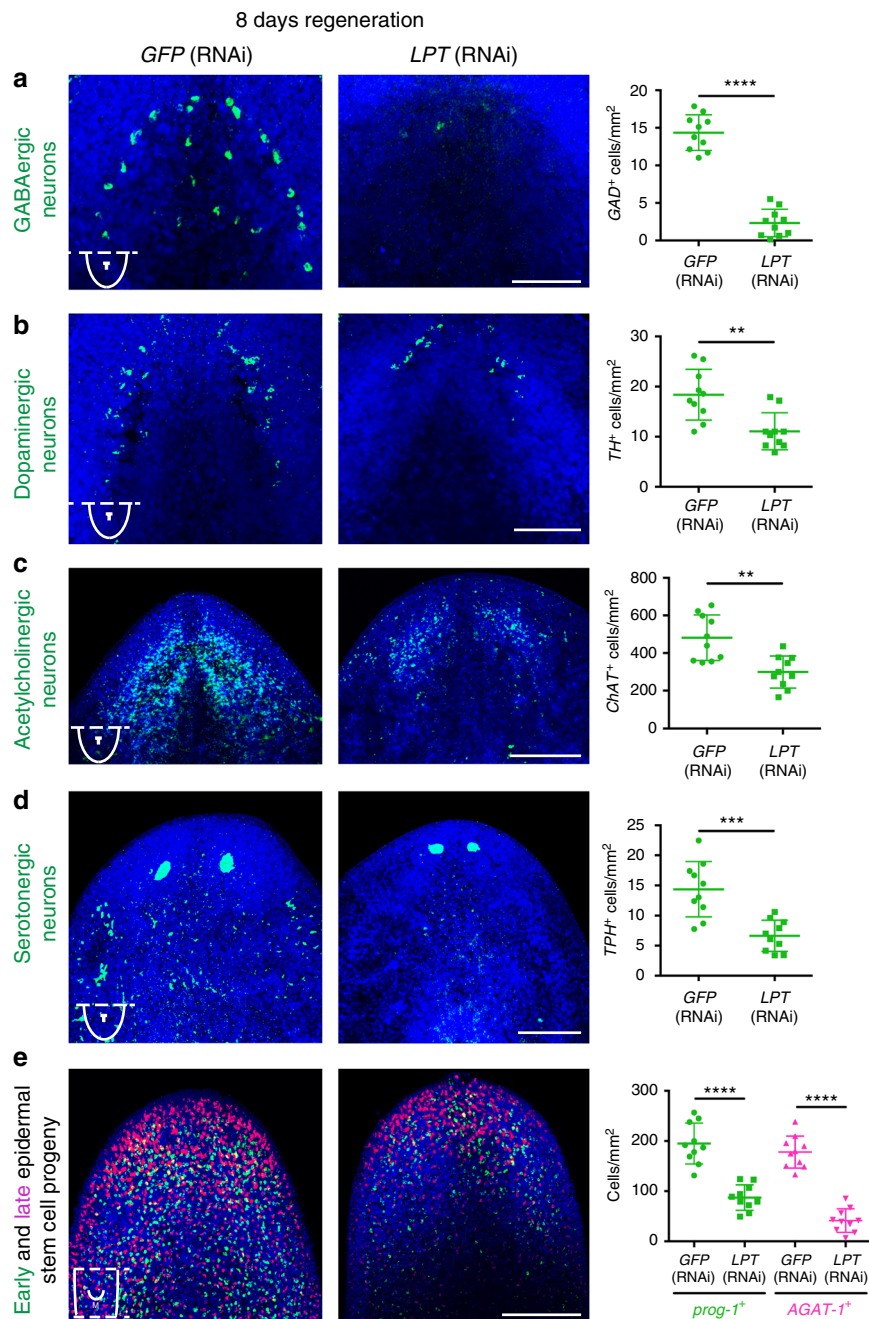 8 days regeneration
GFP (RNAi)
LPT (RNAi)
a
GABAergic
neurons
****
20
15
10
5
0
GAD+ cells/mm2
GFP
(RNAi)
LPT
(RNAi)
b
Dopaminergic
neurons
**
30
20
10
0
TH+ cells/mm2
GFP
(RNAi)
LPT
(RNAi)
c
Acetylcholinergic
neurons
**
800
600
400
200
0
ChAT+ cells/mm2
GFP
(RNAi)
LPT
(RNAi)
d
Serotonergic
neurons
***
25
20
15
10
5
0
TPH+ cells/mm2
GFP
(RNAi)
LPT
(RNAi)
e
Early and late epidermal
stem cell progeny
M
****
****
300
200
100
0
Cells/mm2
GFP
(RNAi)
LPT
(RNAi)
GFP
(RNAi)
LPT
(RNAi)
prog-1+
AGAT-1+